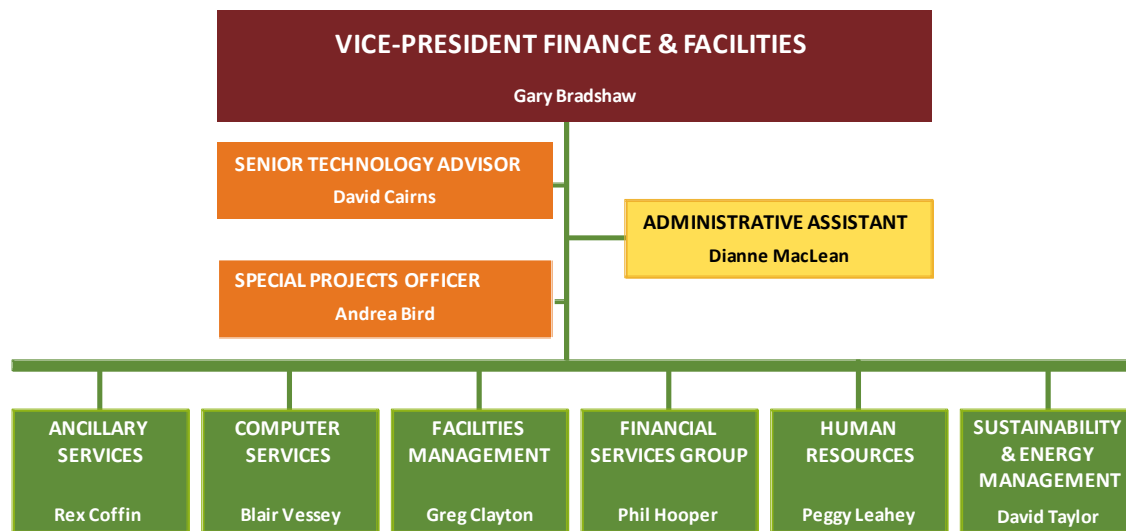 VICE-PRESIDENT FINANCE & FACILITIES
Gary Bradshaw
SENIOR TECHNOLOGY ADVISOR
David Cairns
ADMINISTRATIVE ASSISTANT
Dianne MacLean
SPECIAL PROJECTS OFFICER
Andrea Bird
ANCILLARY
SERVICES
Rex Coffin
COMPUTER
SERVICES
Blair Vessey
FACILITIES
MANAGEMENT
Greg Clayton
FINANCIAL
SERVICES GROUP
Phil Hooper
HUMAN
RESOURCES
Peggy Leahey
SUSTAINABILITY
& ENERGY
MANAGEMENT
David Taylor